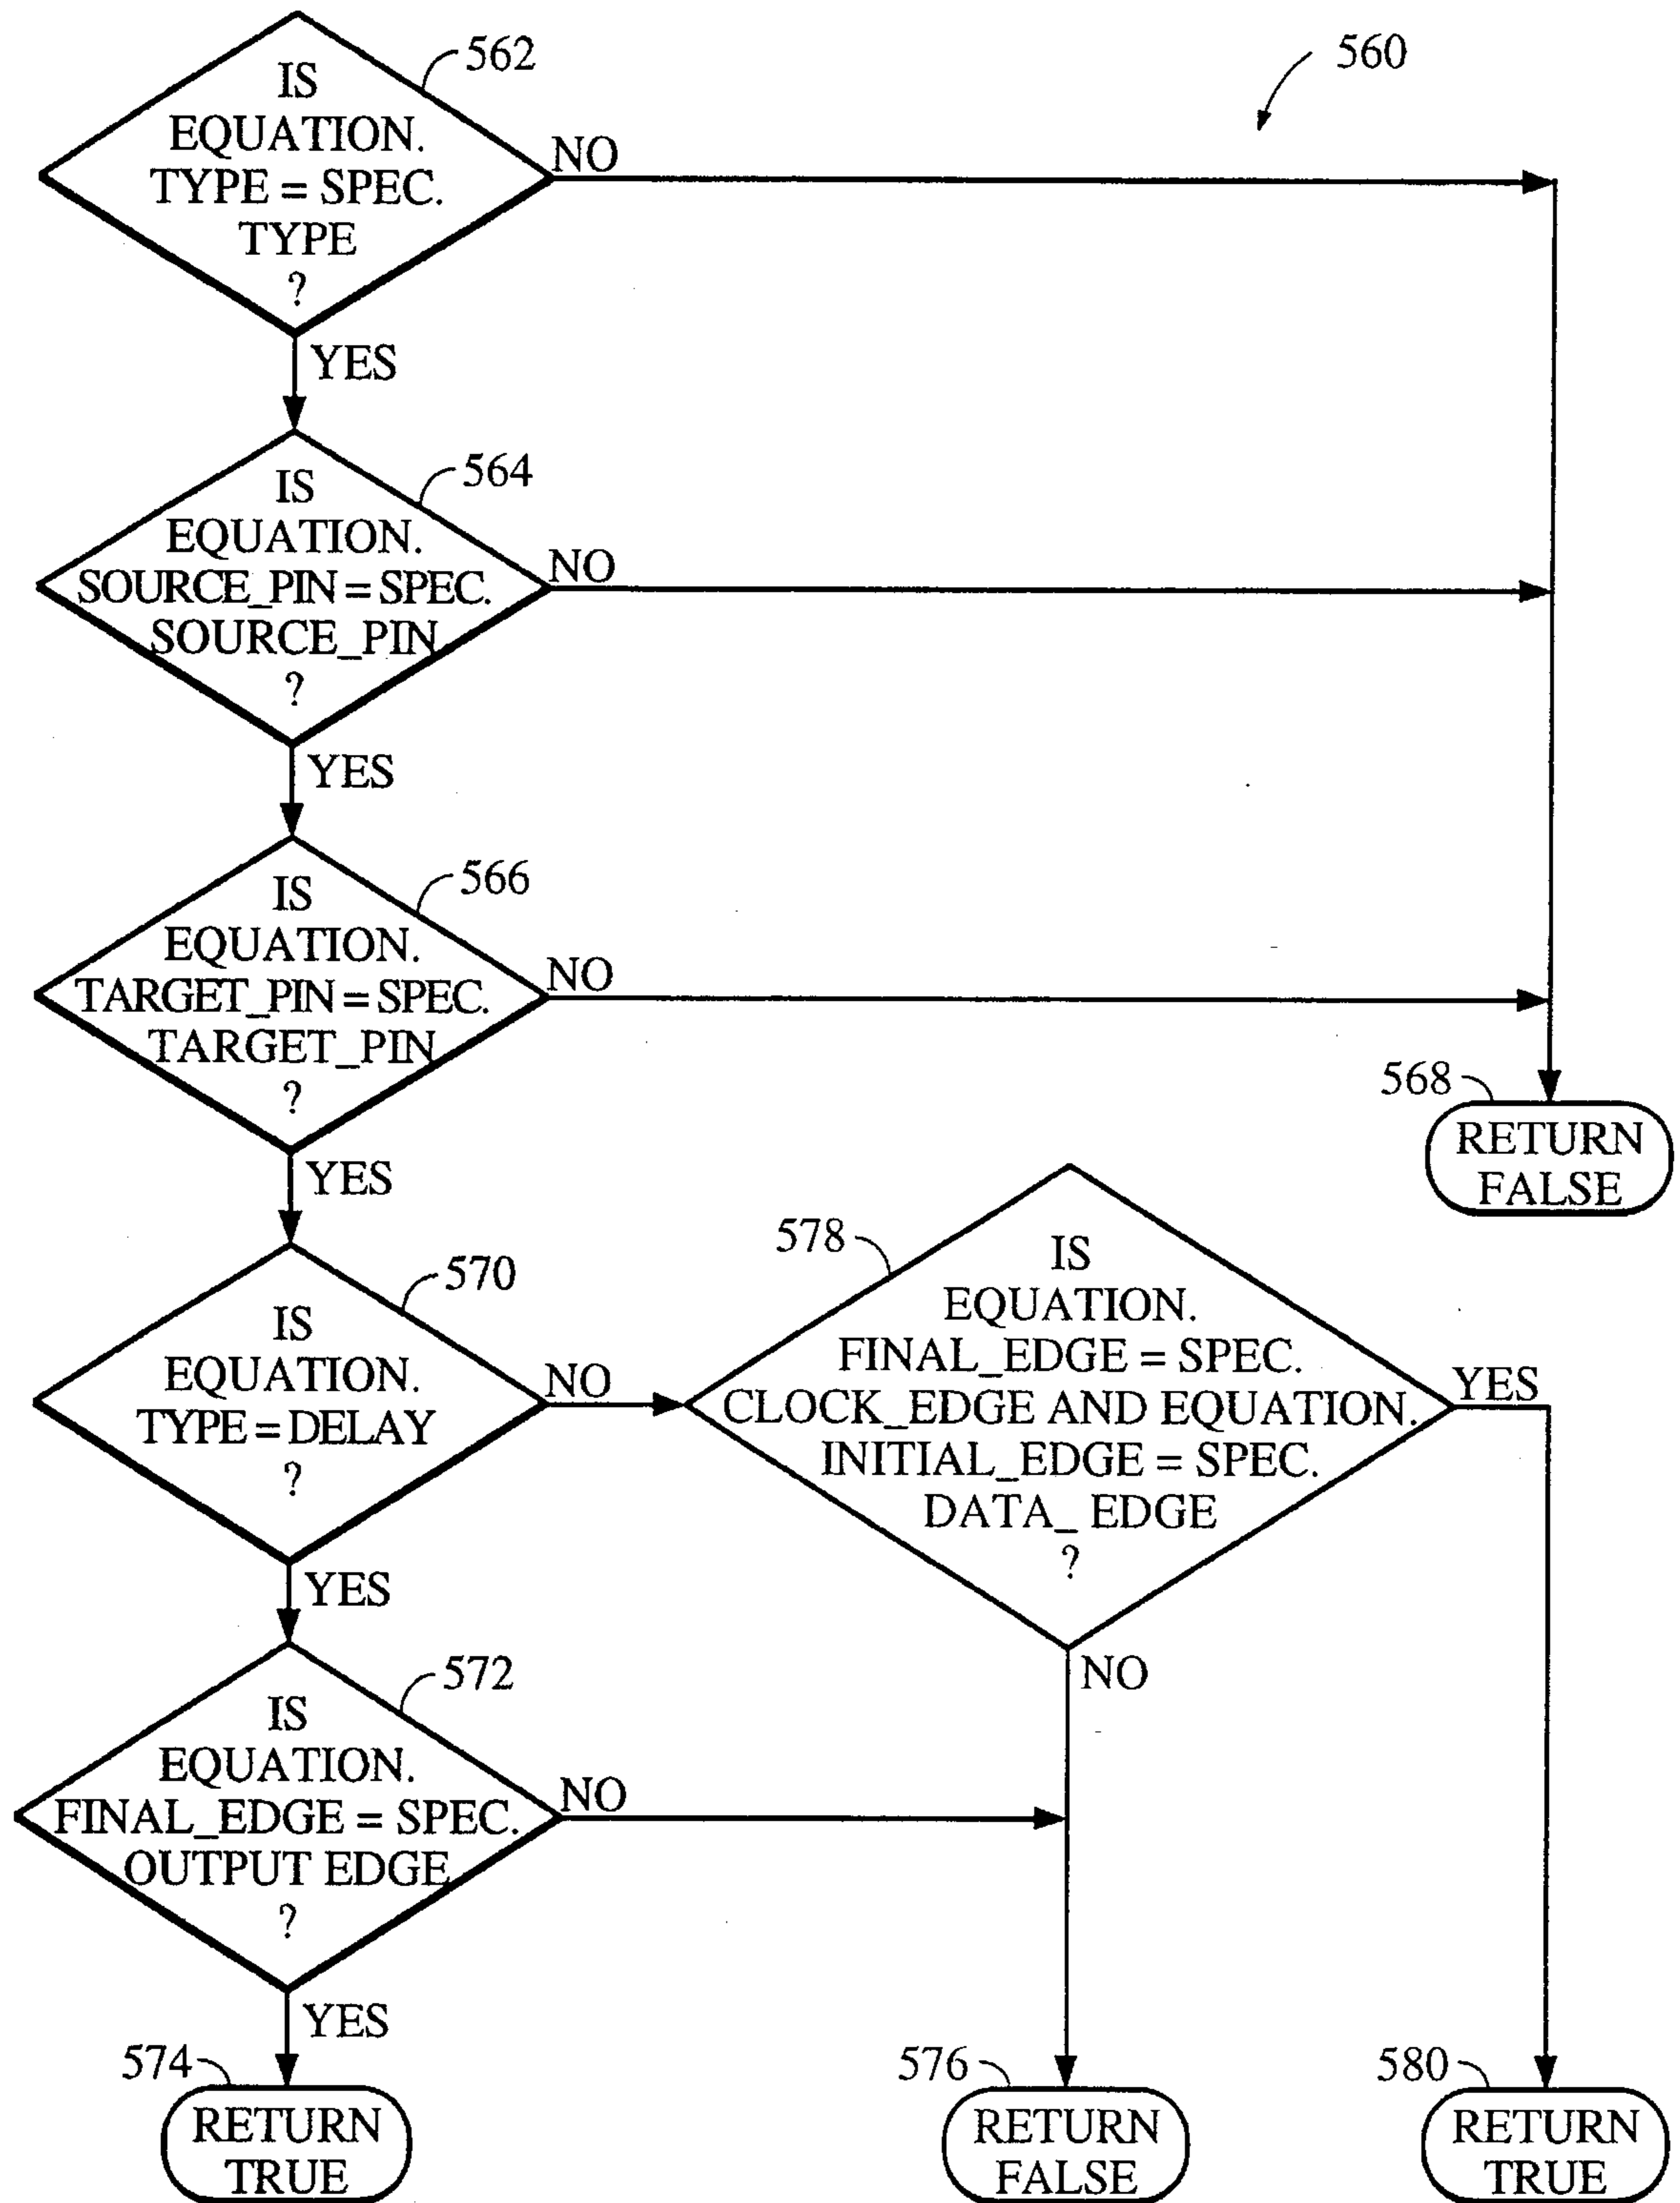 560
562
IS
EQUATION.
TYPE = SPEC.
TYPE
?
NO
YES
564
IS
EQUATION.
SOURCE_PIN = SPEC.
SOURCE_PIN
?
NO
YES
566
IS
EQUATION.
TARGET_PIN = SPEC.
TARGET_PIN
?
NO
YES
568
RETURN
FALSE
570
IS
EQUATION.
TYPE = DELAY
?
NO
YES
578
IS
EQUATION.
FINAL_EDGE = SPEC.
CLOCK_EDGE AND EQUATION.
INITIAL_EDGE = SPEC.
DATA_ EDGE
?
YES
NO
572
IS
EQUATION.
FINAL_EDGE = SPEC.
OUTPUT EDGE
?
NO
YES
574
RETURN
TRUE
576
RETURN
FALSE
580
RETURN
TRUE